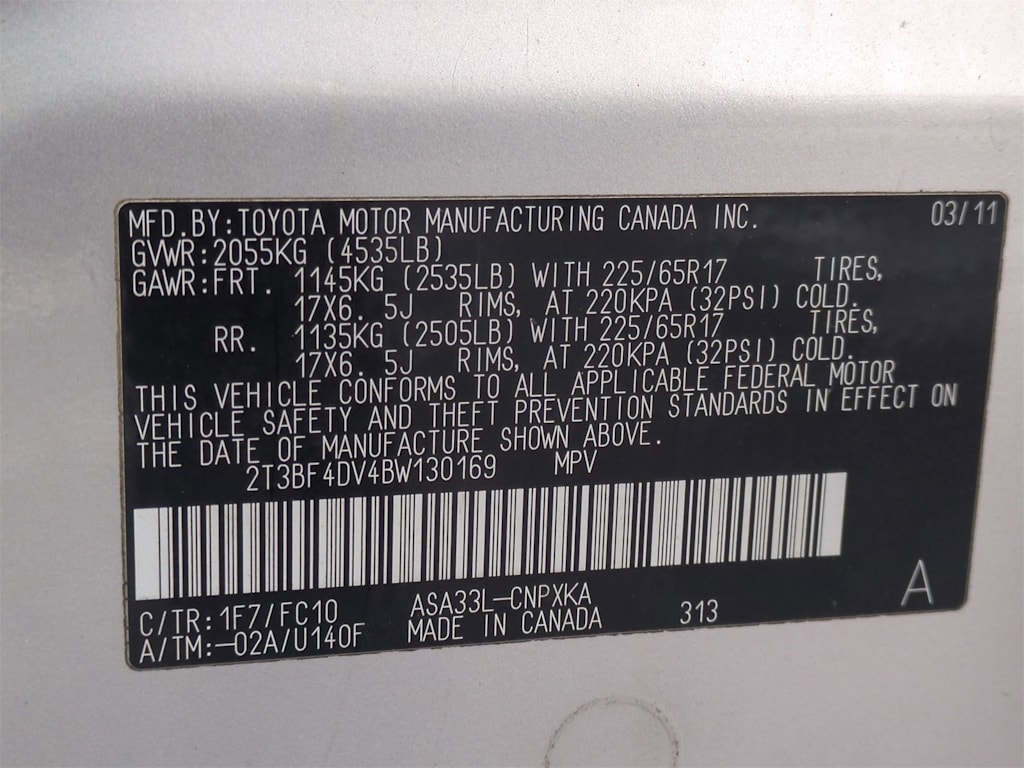 MFD.BY:TOYOTA MOTOR MANUFACTURING CANADA INC. 03/11
GVWR:2055KG (4535LB)
GAWR:FRT. 1145KG (2535LB) WITH 225/65R17 TIRES,
17X6. 5J RIMS, AT 220KPA (32PSI) COLD.
RR. 1135KG (2505LB) WITH 225/65R17 TIRES,
17X6. 5J RIMS, AT 220KPA (32PSI) COLD.
THIS VEHICLE CONFORMS TO ALL APPLICABLE FEDERAL MOTOR
VEHICLE SAFETY AND THEFT PREVENTION STANDARDS IN EFFECT ON
THE DATE OF MANUFACTURE SHOWN ABOVE.
2T3BF4DV4BW130169 MPV
C/TR:1F7/FC10 ASA33L-CNPXKA 313 A
A/TM:-02A/U140F MADE IN CANADA